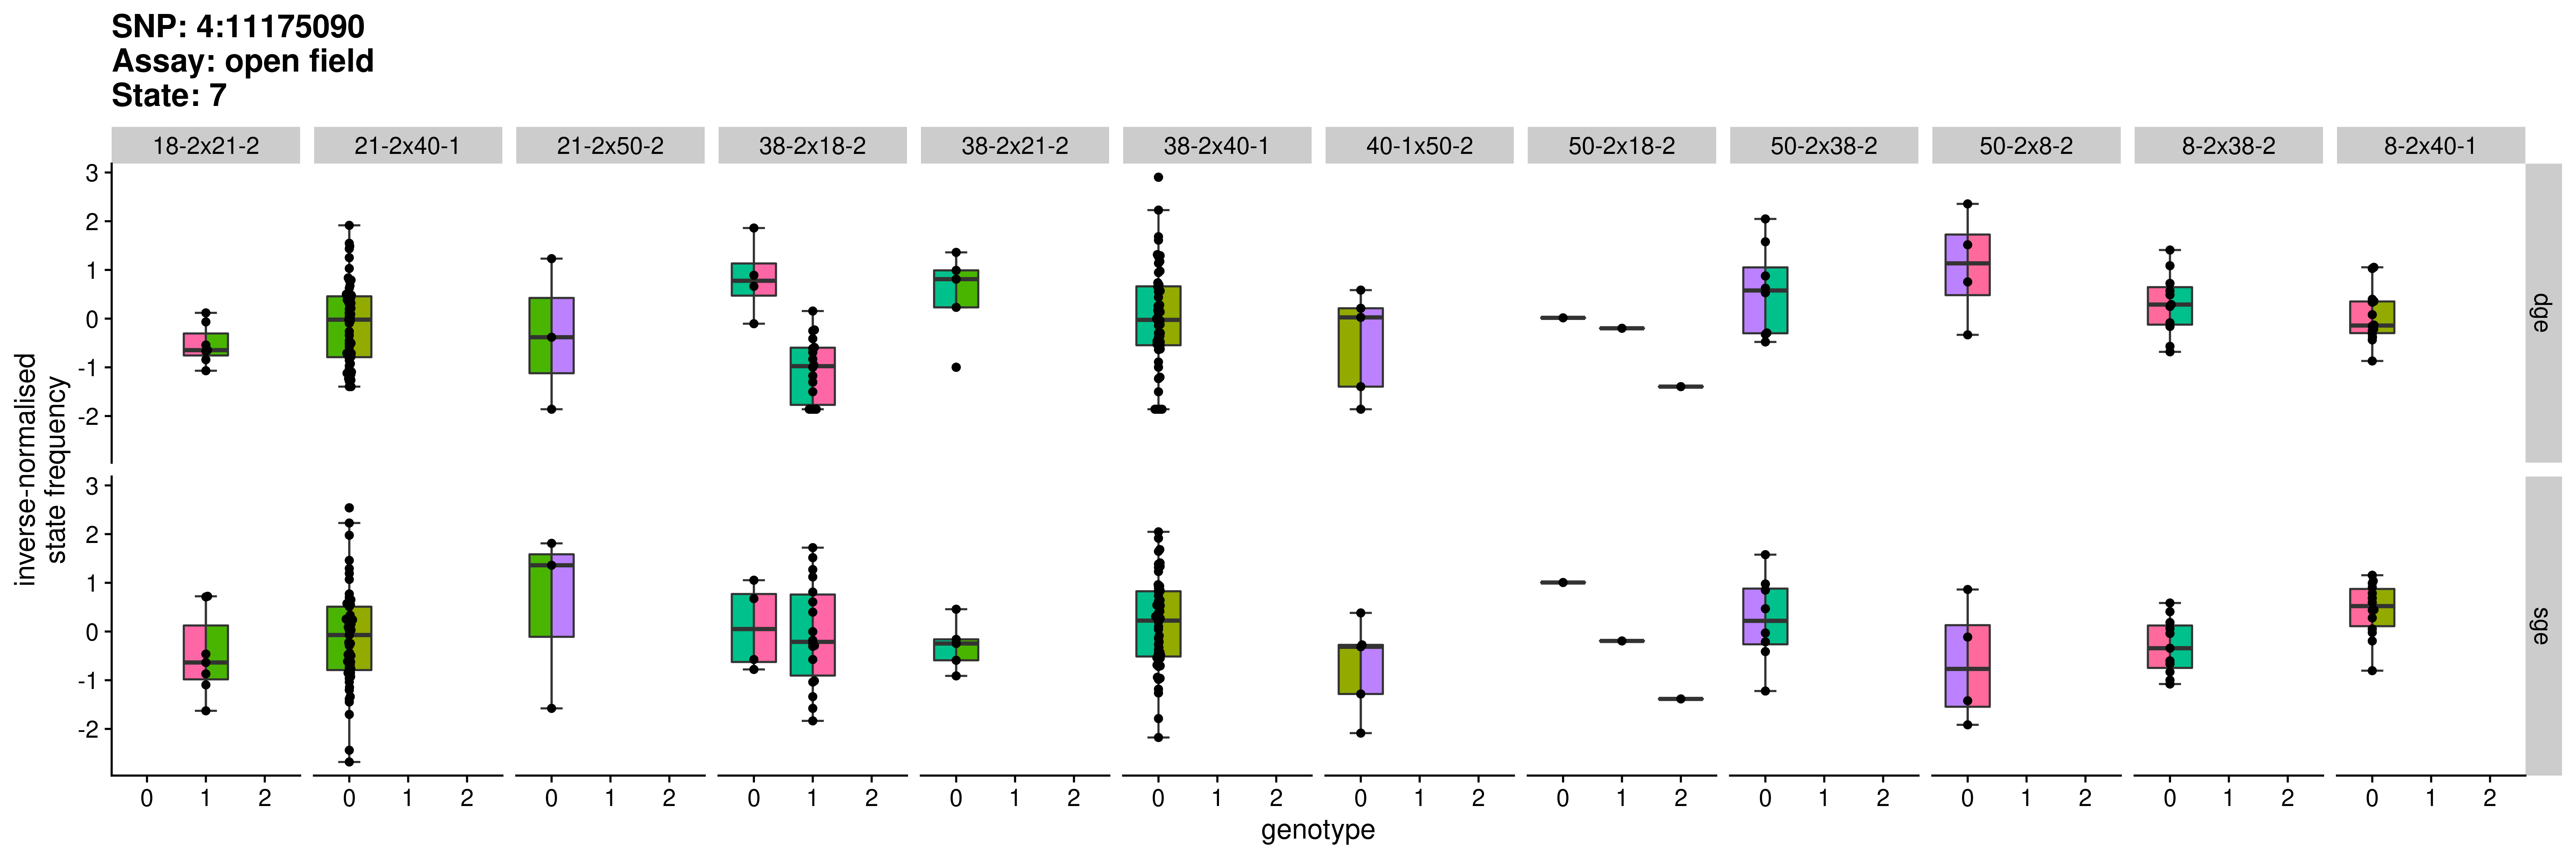 SNP: 4:11175090
Assay: open field
State: 7
18-2x21-2 21-2x40-1 21-2x50-2 38-2x18-2 38-2x21-2 38-2x40-1 40-1x50-2 50-2x18-2 50-2x38-2 50-2x8-2 8-2x38-2 8-2x40-1
inverse-normalised
state frequency
3
2
1
0
-1
-2
dge
3
2
1
0
-1
-2
sge
0 1 2 0 1 2 0 1 2 0 1 2 0 1 2 0 1 2 0 1 2 0 1 2 0 1 2 0 1 2 0 1 2 0 1 2
genotype